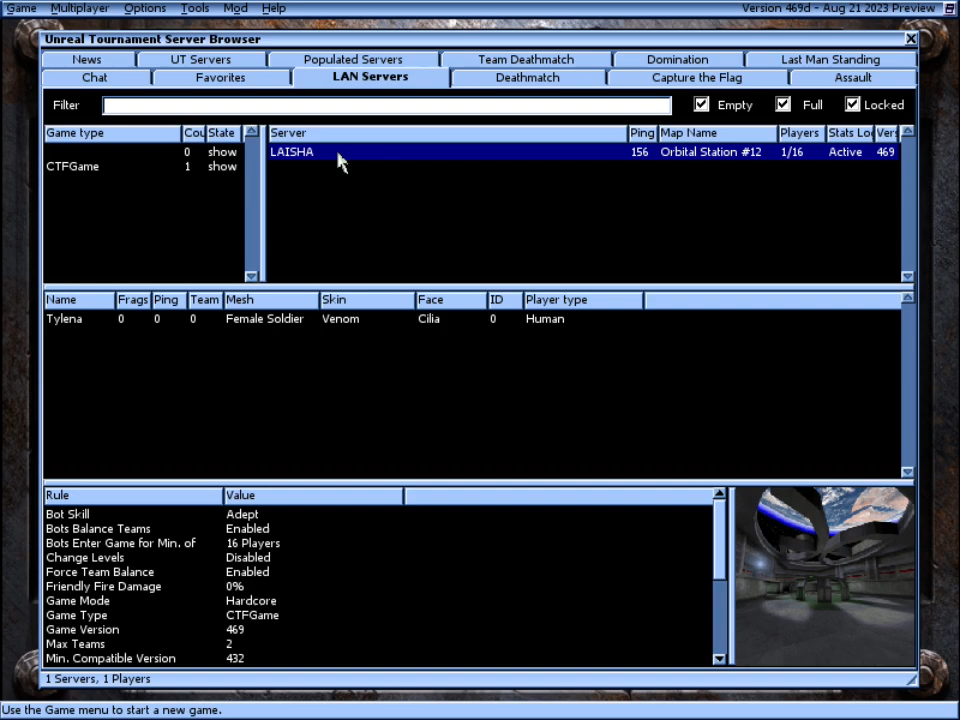 Game Multiplayer Options Tools Mod Help Version 469d - Aug 21 2023 Preview
Unreal Tournament Server Browser
News UT Servers Populated Servers Team Deathmatch Domination Last Man Standing
Chat Favorites LAN Servers Deathmatch Capture the Flag Assault
Filter Empty Full Locked
Game type Cou State Server Ping Map Name Players Stats Log Vers
0 show LAISHA 156 Orbital Station #12 1/16 Active 469
CTFGame 1 show
Name Frags Ping Team Mesh Skin Face ID Player type
Tylena 0 0 0 Female Soldier Venom Cilia 0 Human
Rule Value
Bot Skill Adept
Bots Balance Teams Enabled
Bots Enter Game for Min. of 16 Players
Change Levels Disabled
Force Team Balance Enabled
Friendly Fire Damage 0%
Game Mode Hardcore
Game Type CTFGame
Game Version 469
Max Teams 2
Min. Compatible Version 432
1 Servers, 1 Players
Use the Game menu to start a new game.